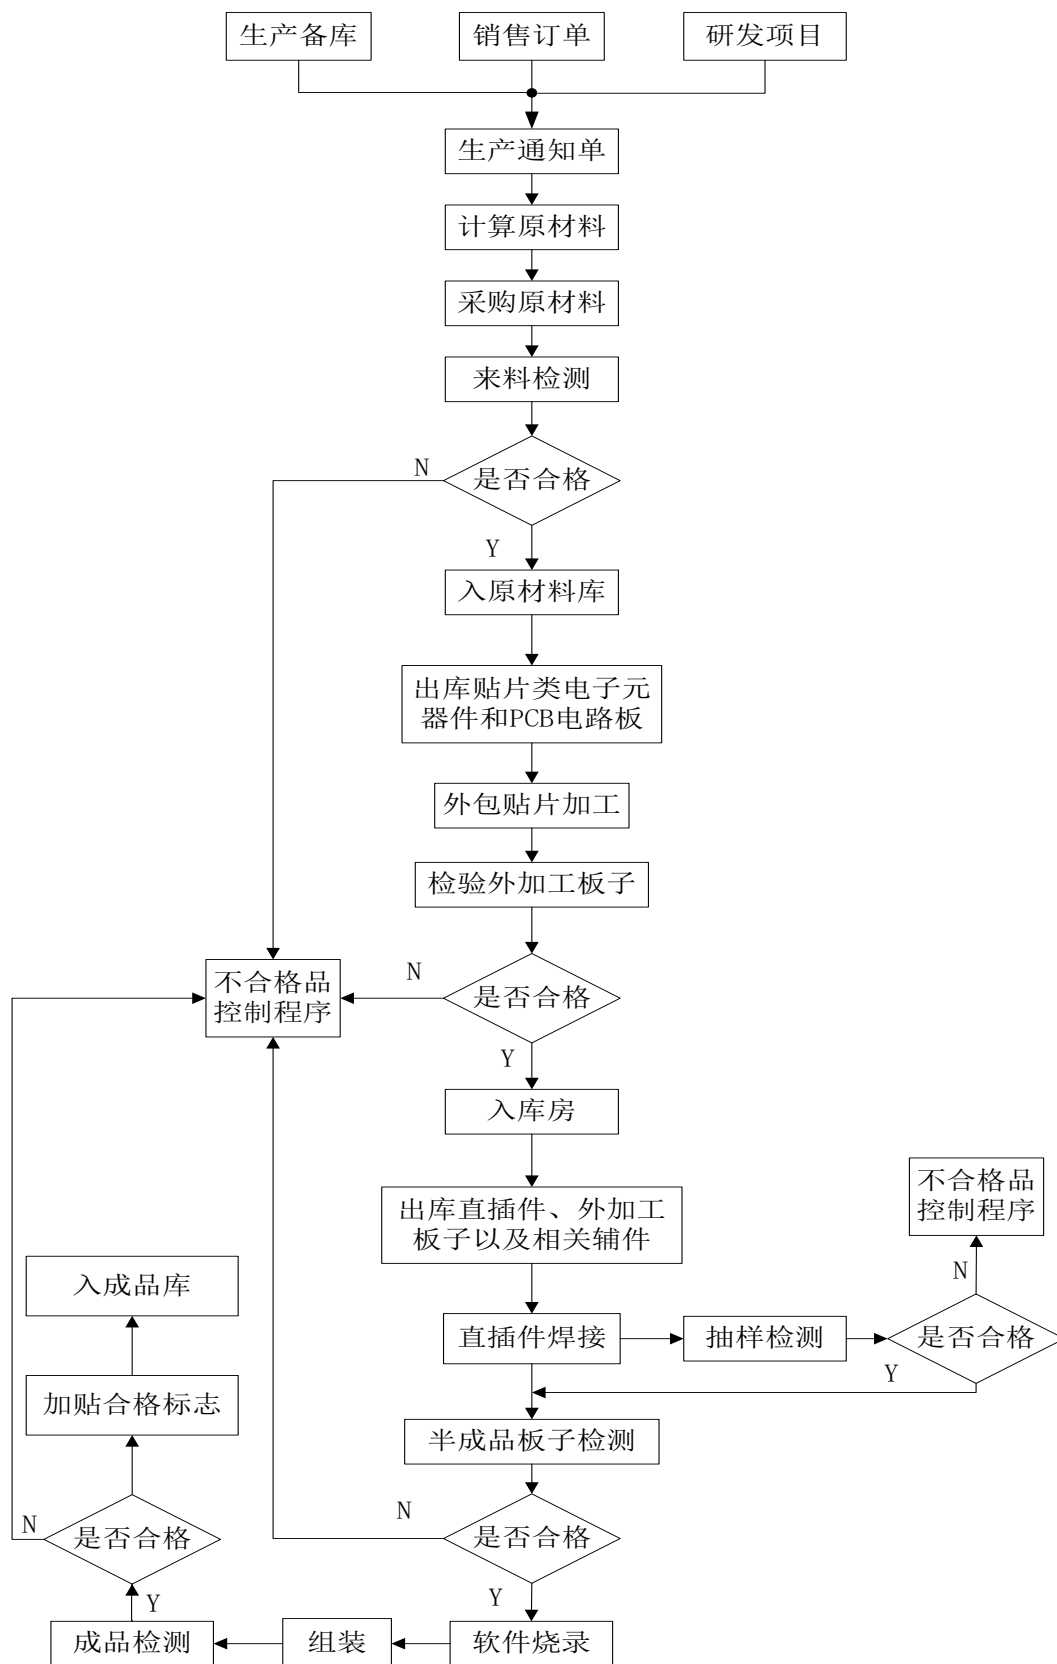 生产备库
销售订单
研发项目
生产通知单
计算原材料
采购原材料
来料检测
是否合格
N
Y
入原材料库
出库贴片类电子元
器件和PCB电路板
外包贴片加工
检验外加工板子
不合格品
控制程序
N
是否合格
Y
入库房
出库直插件、外加工
板子以及相关辅件
不合格品
控制程序
N
直插件焊接
抽样检测
是否合格
Y
半成品板子检测
N
是否合格
Y
软件烧录
组装
成品检测
Y
是否合格
N
加贴合格标志
入成品库